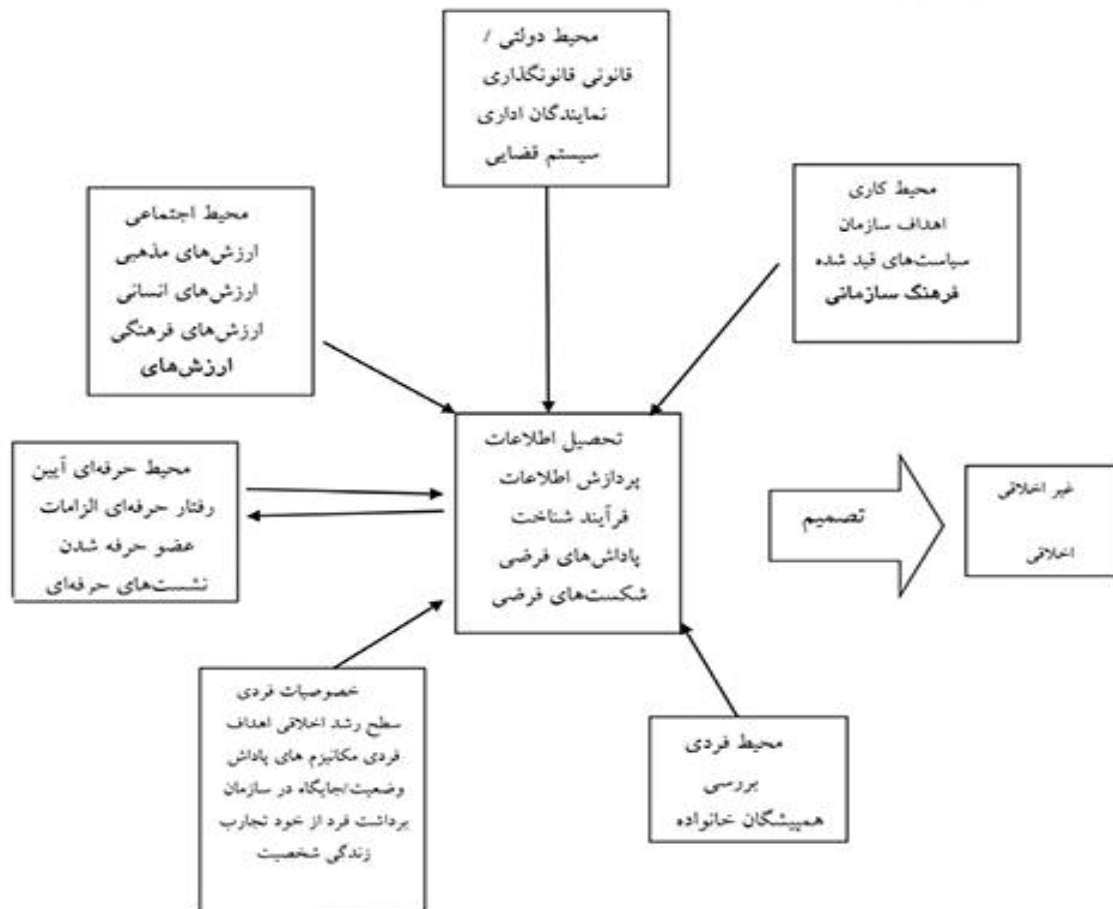 محیط دولتی /
قانونی قانونگذاری
نمایندگان اداری
سیستم قضایی
محیط کاری
اهداف سازمان
سیاست‌های قید شده
فرهنگ سازمانی
محیط اجتماعی
ارزش‌های مذهبی
ارزش‌های انسانی
ارزش‌های فرهنگی
ارزش‌های
تحصیل اطلاعات
پردازش اطلاعات
فرآیند شناخت
پاداش‌های فرضی
شکست‌های فرضی
محیط حرفه‌ای آیین
رفتار حرفه‌ای الزامات
عضو حرفه شدن
نشست‌های حرفه‌ای
تصمیم
غیر اخلاقی
اخلاقی
خصوصیات فردی
سطح رشد اخلاقی اهداف
فردی مکانیزم های پاداش
وضعیت/جایگاه در سازمان
برداشت فرد از خود تجارب
زندگی شخصیت
محیط فردی
بررسی
همپیشگان خانواده